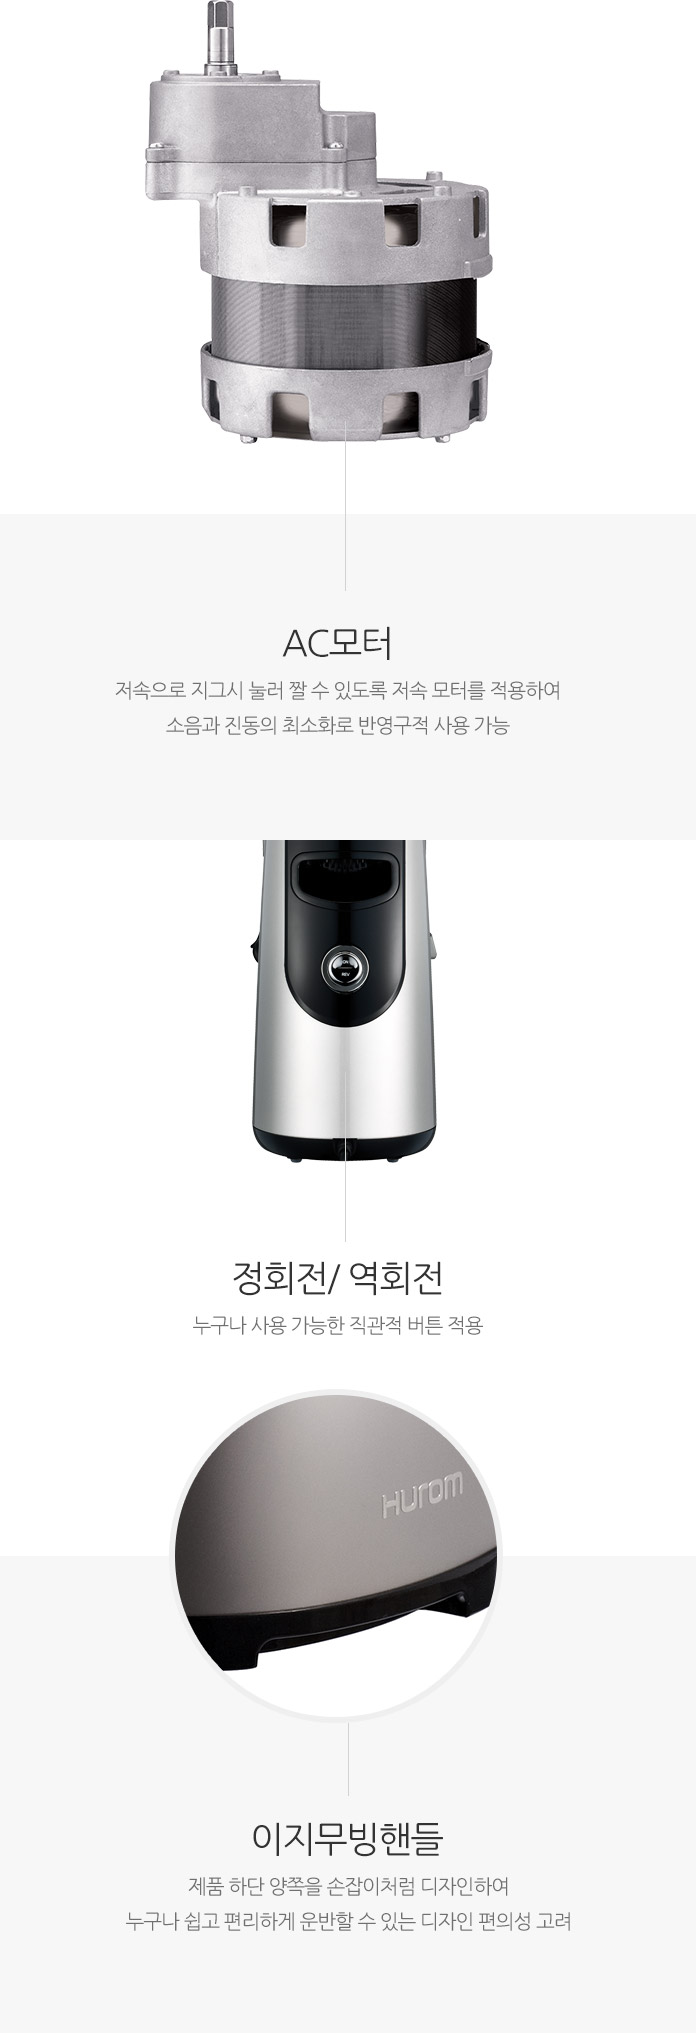 AC모터
저속으로 지그시 눌러 짤 수 있도록 저속 모터를 적용하여
소음과 진동의 최소화로 반영구적 사용 가능
ON
REV
정회전/ 역회전
누구나 사용 가능한 직관적 버튼 적용
Hurom
이지무빙핸들
제품 하단 양쪽을 손잡이처럼 디자인하여
누구나 쉽고 편리하게 운반할 수 있는 디자인 편의성 고려